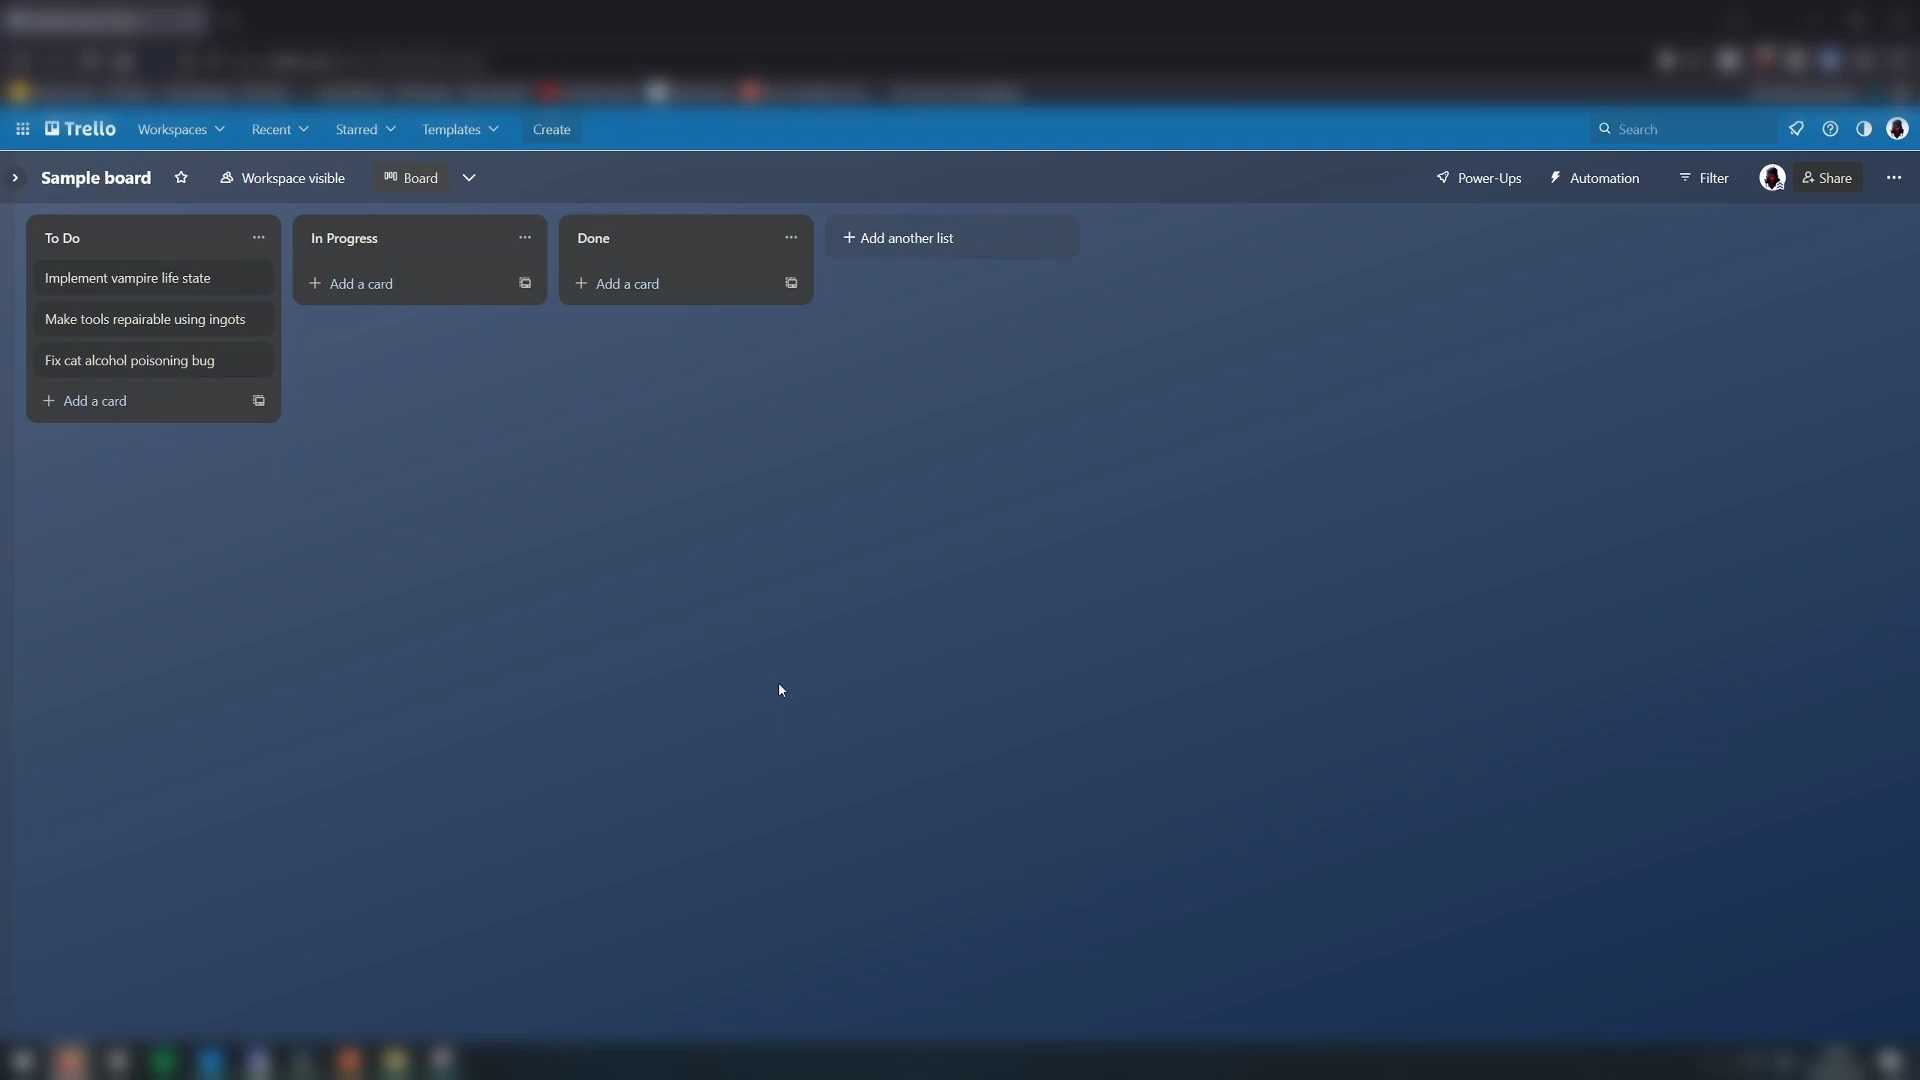 Trello Workspaces Recent Starred Templates Create Search
Sample board Workspace visible Board Power-Ups Automation Filter Share
To Do
Implement vampire life state
Make tools repairable using ingots
Fix cat alcohol poisoning bug
Add a card
In Progress
Add a card
Done
Add a card
Add another list